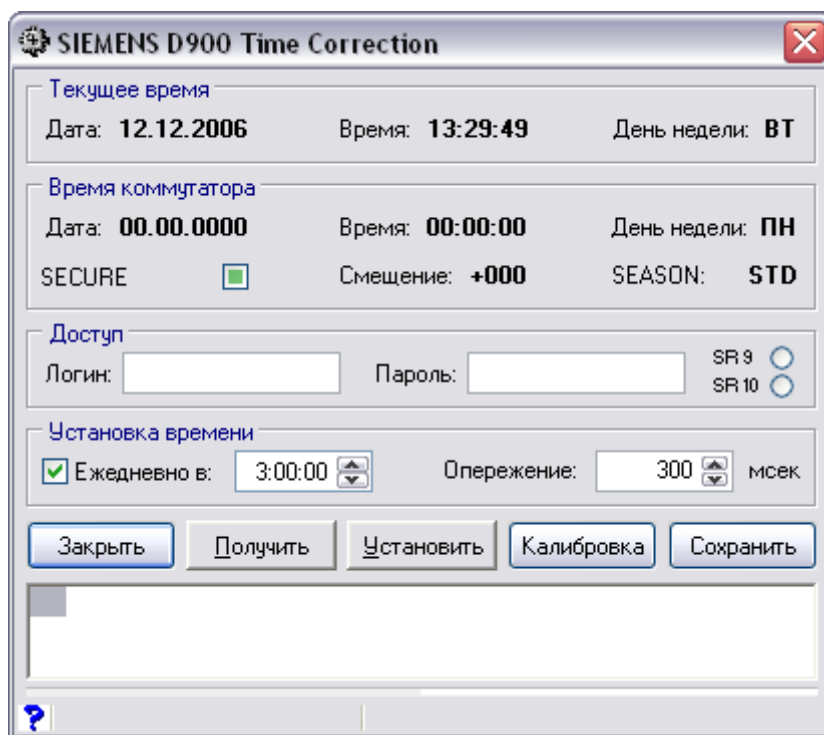 SIEMENS D900 Time Correction
Текущее время
Дата: 12.12.2006 Время: 13:29:49 День недели: ВТ
Время коммутатора
Дата: 00.00.0000 Время: 00:00:00 День недели: ПН
SECURE Смещение: +000 SEASON: STD
Доступ
Логин: Пароль: SR 9
SR 10
Установка времени
Ежедневно в: 3:00:00 Опережение: 300 мсек
Закрыть Получить Установить Калибровка Сохранить
?